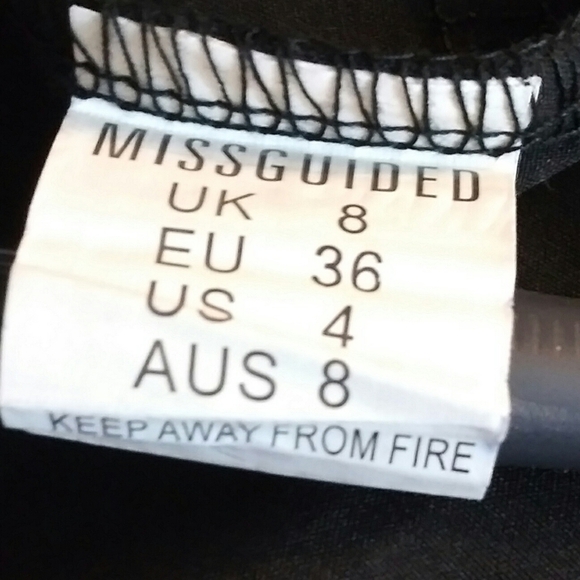 MISSGUIDED
UK 8
EU 36
US 4
AUS 8
KEEP AWAY FROM FIRE